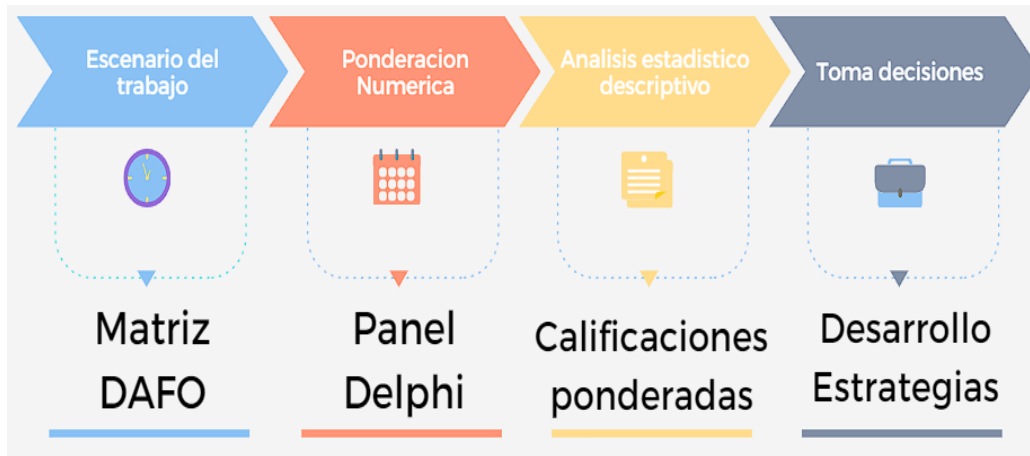 Escenario del
trabajo
Ponderacion
Numerica
Analisis estadistico
descriptivo
Toma decisiones
Matriz
DAFO
Panel
Delphi
Calificaciones
ponderadas
Desarrollo
Estrategias